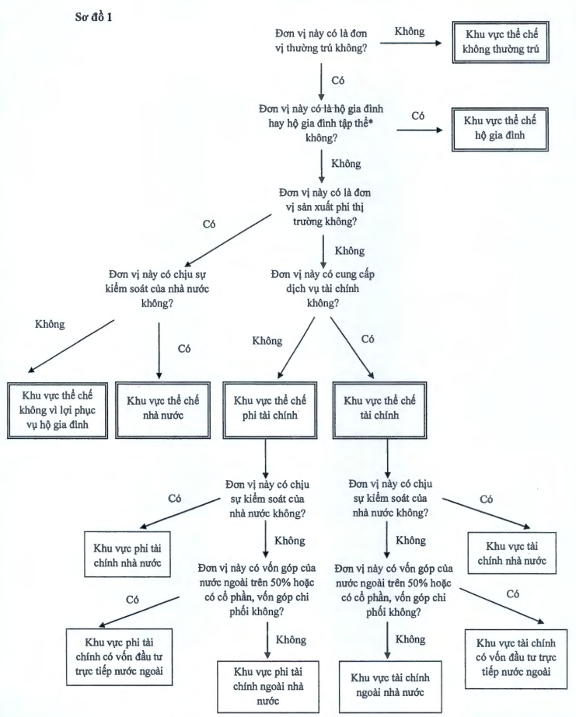 Sơ đồ 1
Đơn vị này có là đơn
vị thường trú không?
Không
Khu vực thể chế
không thường trú
Có
Đơn vị này có là hộ gia đình
hay hộ gia đình tập thể*
không?
Có
Khu vực thể chế
hộ gia đình
Không
Đơn vị này có là đơn
vị sản xuất phi thị
trường không?
Có
Không
Đơn vị này có chịu sự
kiểm soát của nhà nước
không?
Đơn vị này có cung cấp
dịch vụ tài chính
không?
Không
Có
Không
Có
Khu vực thể chế
không vì lợi phục
vụ hộ gia đình
Khu vực thể chế
nhà nước
Khu vực thể chế
phi tài chính
Khu vực thể chế
tài chính
Đơn vị này có chịu
sự kiểm soát của
nhà nước không?
Đơn vị này có chịu
sự kiểm soát của
nhà nước không?
Có
Có
Không
Không
Khu vực phi tài
chính nhà nước
Khu vực tài
chính nhà nước
Đơn vị này có vốn góp của
nước ngoài trên 50% hoặc
có cổ phần, vốn góp chi
phối không?
Đơn vị này có vốn góp của
nước ngoài trên 50% hoặc
có cổ phần, vốn góp chi
phối không?
Có
Có
Không
Không
Khu vực phi tài
chính có vốn đầu tư
trực tiếp nước ngoài
Khu vực phi tài
chính ngoài nhà
nước
Khu vực tài chính
ngoài nhà nước
Khu vực tài chính
có vốn đầu tư trực
tiếp nước ngoài